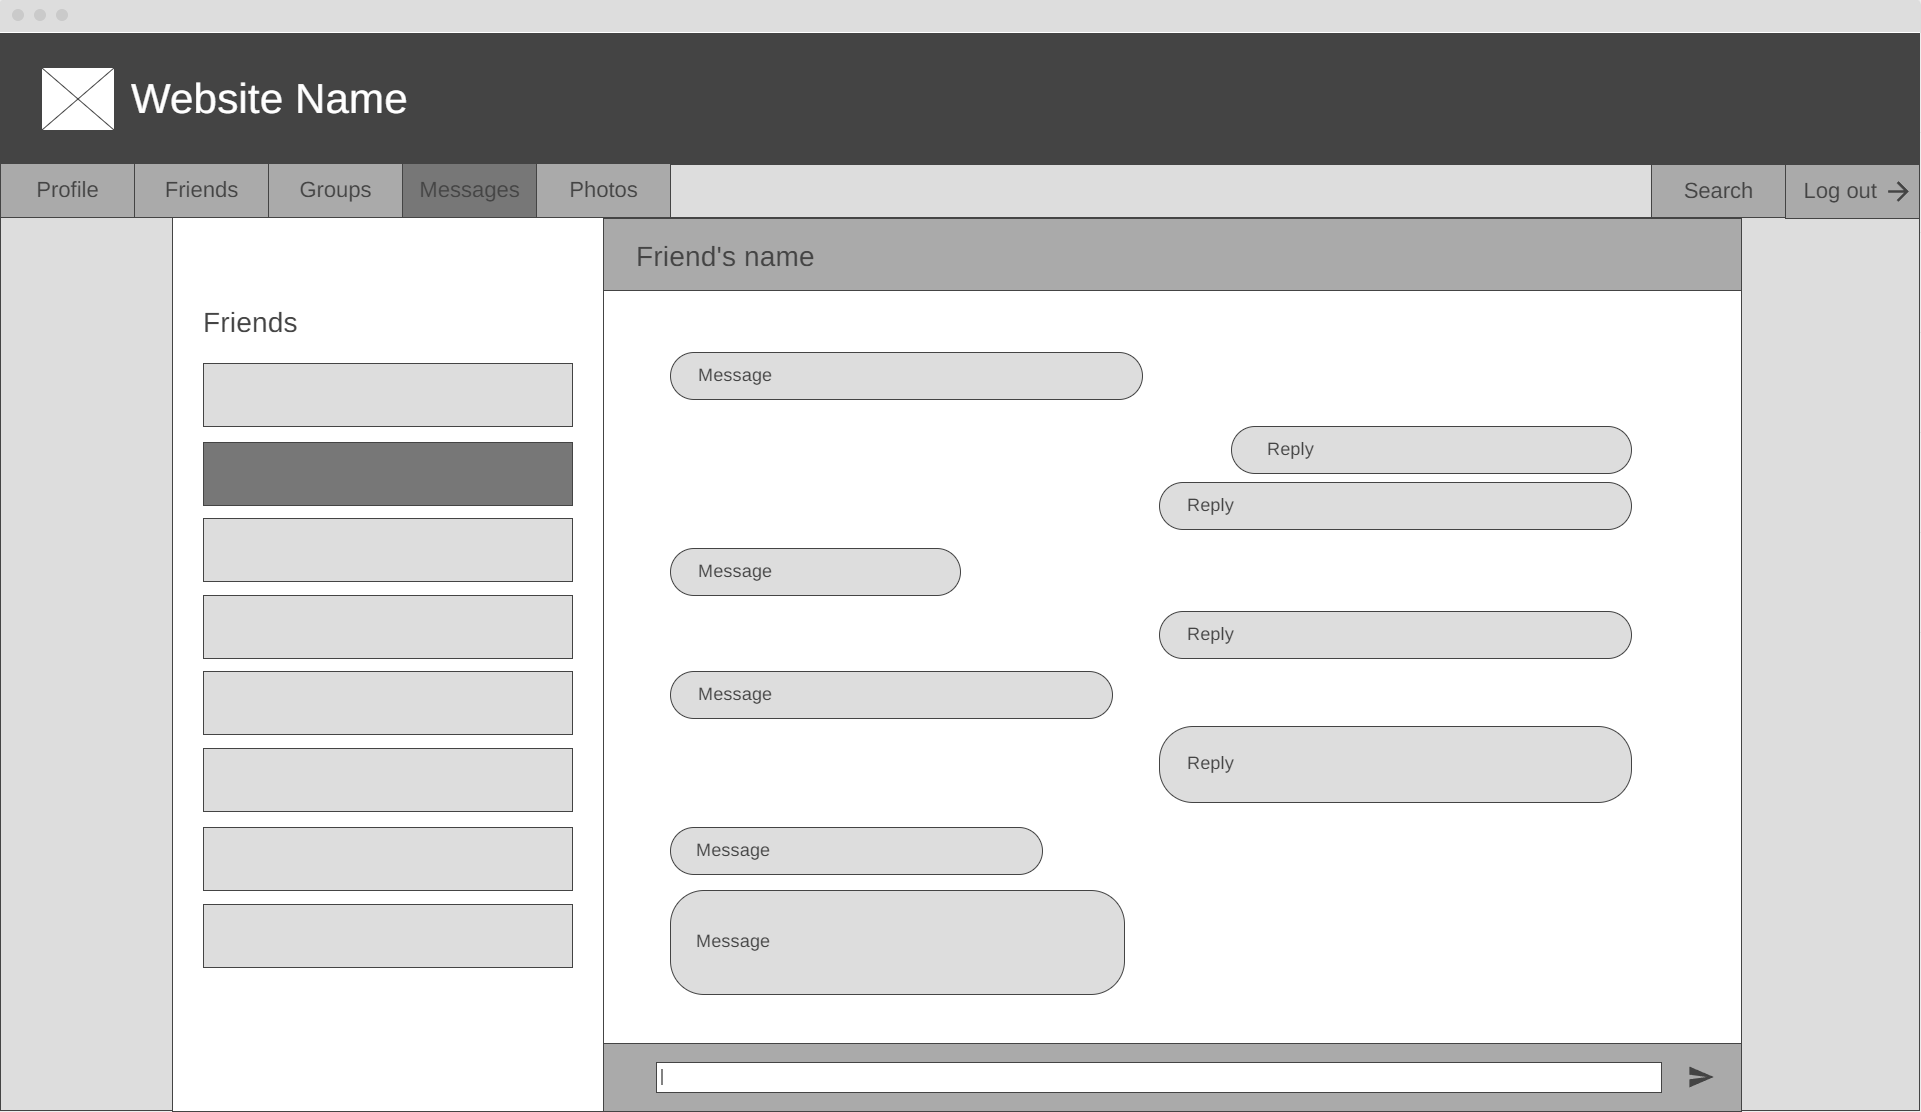 Website Name
Profile Friends Groups Messages Photos Search Log out
Friend's name
Friends
Message
Reply
Reply
Message
Reply
Message
Reply
Message
Message